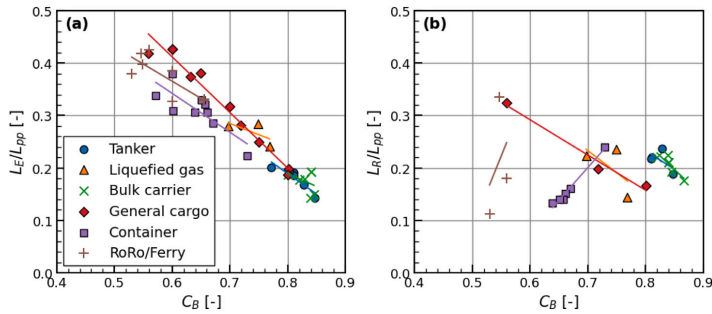 (a)
0.5
0.4
0.3
0.2
0.1
0.0
L_E/L_pp [-]
Tanker
Liquefied gas
Bulk carrier
General cargo
Container
RoRo/Ferry
0.4 0.5 0.6 0.7 0.8 0.9
C_B [-]
(b)
0.5
0.4
0.3
0.2
0.1
0.0
L_R/L_pp [-]
0.4 0.5 0.6 0.7 0.8 0.9
C_B [-]